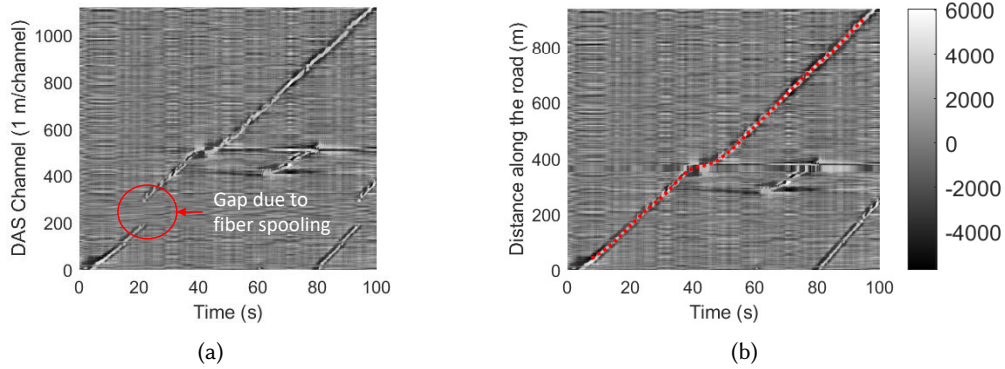 1000
800
600
400
200
0
DAS Channel (1 m/channel)
Gap due to
fiber spooling
0 20 40 60 80 100
Time (s)
(a)
800
600
400
200
0
Distance along the road (m)
0 20 40 60 80 100
Time (s)
(b)
6000
4000
2000
0
-2000
-4000